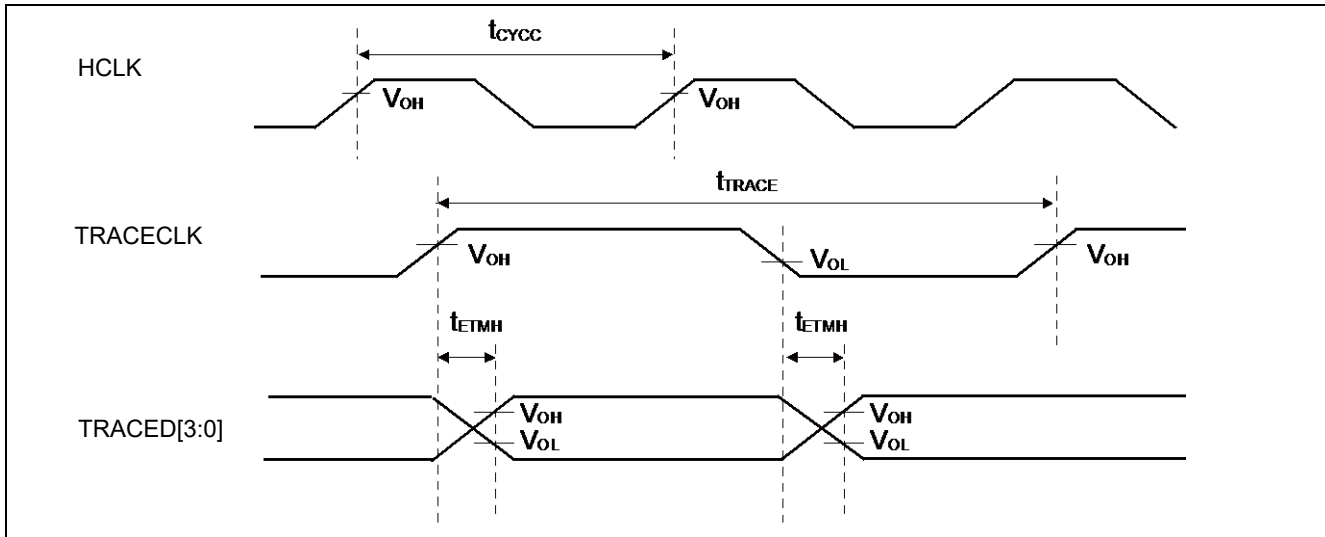 tCYCC
HCLK
VOH VOH
tTRACE
TRACECLK
VOH VOL VOH
tETMH tETMH
TRACED[3:0]
VOH VOH
VOL VOL